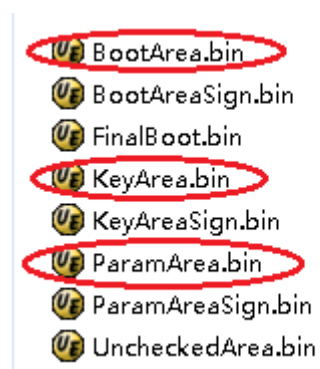 BootArea.bin
BootAreaSign.bin
FinalBoot.bin
KeyArea.bin
KeyAreaSign.bin
ParamArea.bin
ParamAreaSign.bin
UncheckedArea.bin